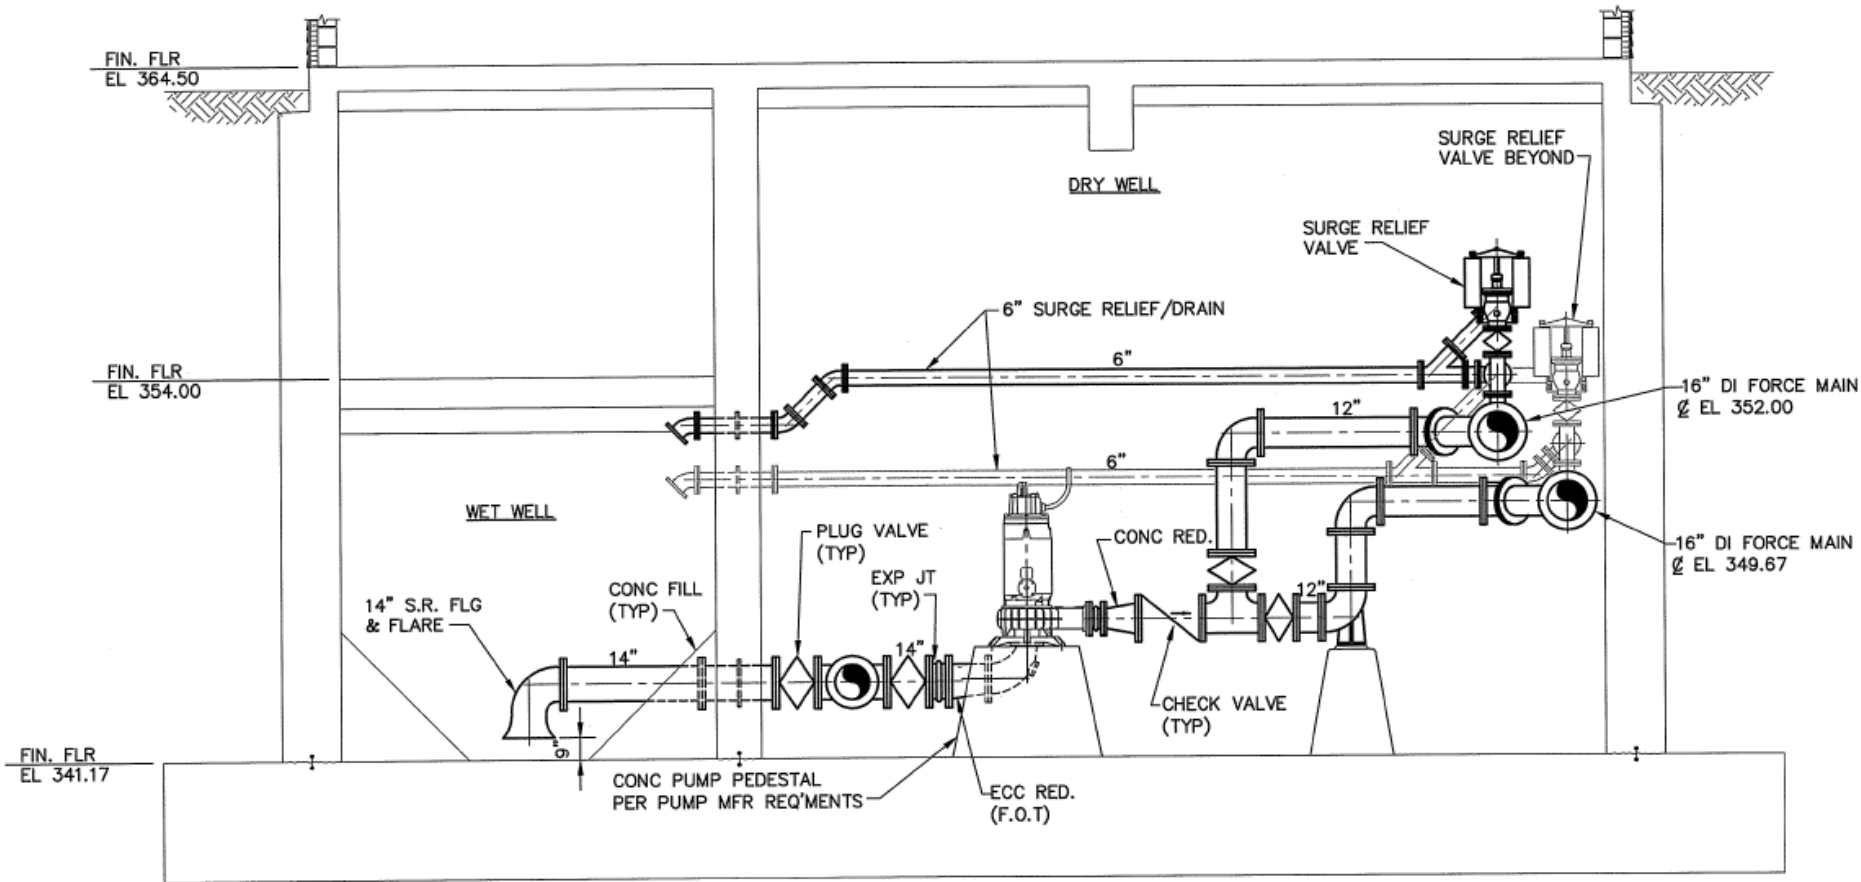 FIN. FLR
EL 364.50
SURGE RELIEF
VALVE BEYOND
DRY WELL
SURGE RELIEF
VALVE
6" SURGE RELIEF/DRAIN
6"
FIN. FLR
EL 354.00
16" DI FORCE MAIN
℄ EL 352.00
12"
6"
WET WELL
PLUG VALVE
(TYP)
CONC RED.
16" DI FORCE MAIN
℄ EL 349.67
EXP JT
(TYP)
CONC FILL
(TYP)
12"
14" S.R. FLG
& FLARE
14"
14"
CHECK VALVE
(TYP)
9"
FIN. FLR
EL 341.17
CONC PUMP PEDESTAL
PER PUMP MFR REQ'MENTS
ECC RED.
(F.O.T)